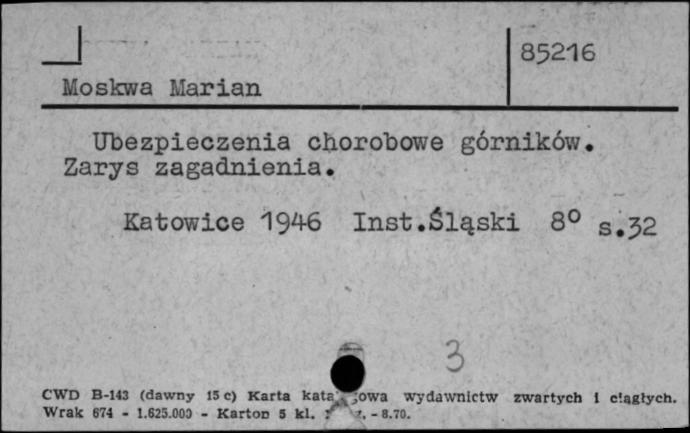 85216
Moskwa Marian
Ubezpieczenia chorobowe górników.
Zarys zagadnienia.
Katowice 1946 Inst.Śląski 8° s.32
3
CWD B-143 (dawny 15 c) Karta wydawnictw zwartych i ciągłych.
Wrak 674 - 1.625.000 - Karton 5 kl. - 8.70.